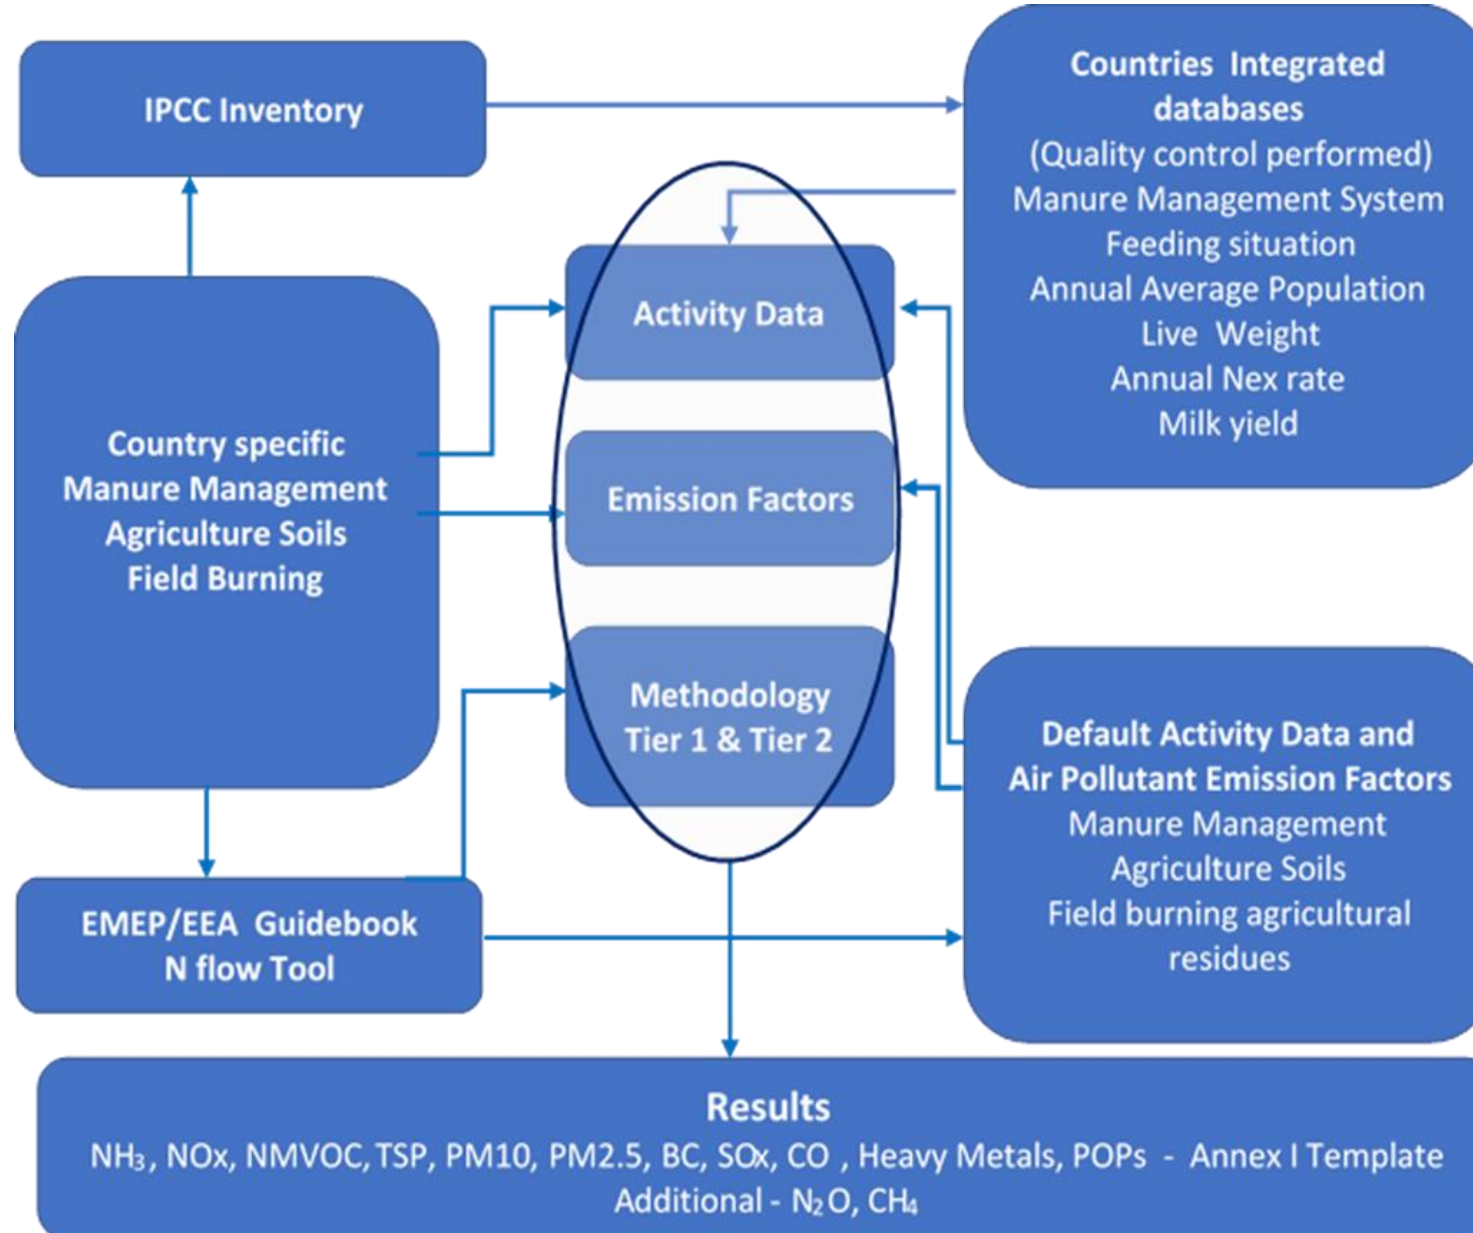 IPCC Inventory
Countries Integrated
databases
(Quality control performed)
Manure Management System
Feeding situation
Annual Average Population
Live Weight
Annual Nex rate
Milk yield
Activity Data
Country specific
Manure Management
Agriculture Soils
Field Burning
Emission Factors
Methodology
Tier 1 & Tier 2
Default Activity Data and
Air Pollutant Emission Factors
Manure Management
Agriculture Soils
Field burning agricultural
residues
EMEP/EEA Guidebook
N flow Tool
Results
NH₃, NOx, NMVOC, TSP, PM10, PM2.5, BC, SOx, CO , Heavy Metals, POPs - Annex I Template
Additional - N₂O, CH₄